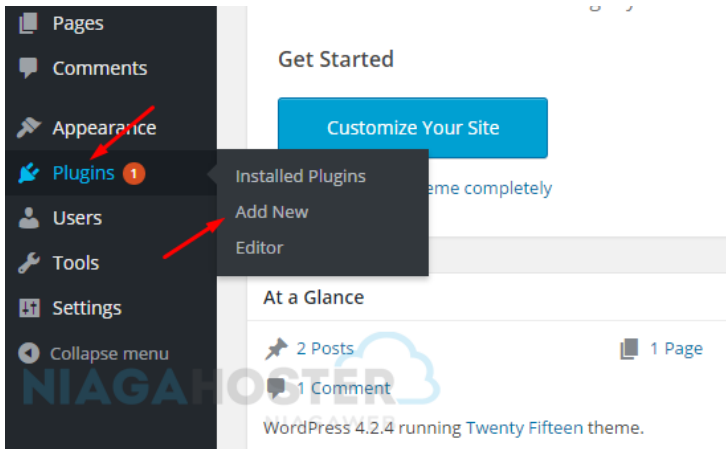 Pages
Comments
Appearance
Plugins 1
Users
Tools
Settings
Collapse menu
Installed Plugins
Add New
Editor
Get Started
Customize Your Site
eme completely
At a Glance
2 Posts
1 Page
1 Comment
WordPress 4.2.4 running Twenty Fifteen theme.
NIAGAHOSTER
NIAGAWEB